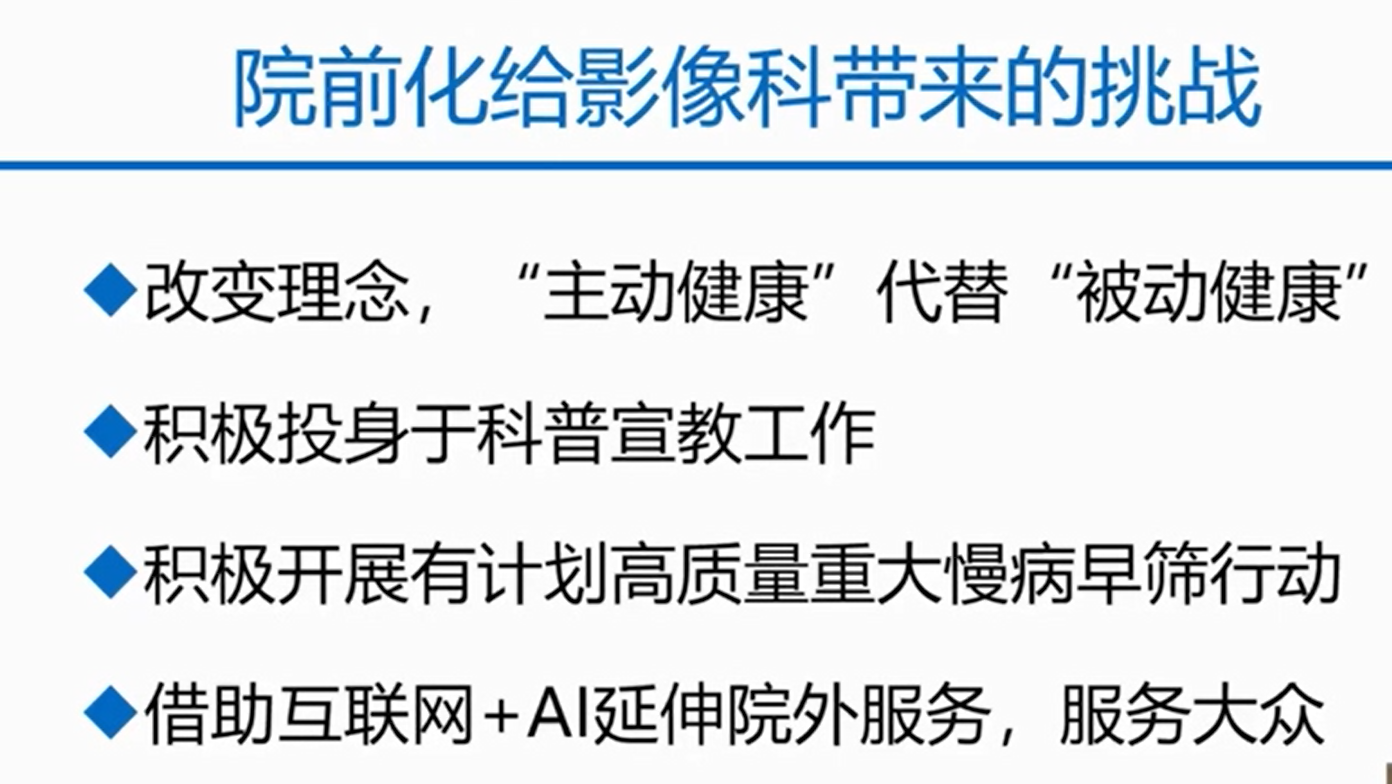 院前化给影像科带来的挑战
◆改变理念，“主动健康”代替“被动健康”
◆积极投身于科普宣教工作
◆积极开展有计划高质量重大慢病早筛行动
◆借助互联网+AI延伸院外服务，服务大众